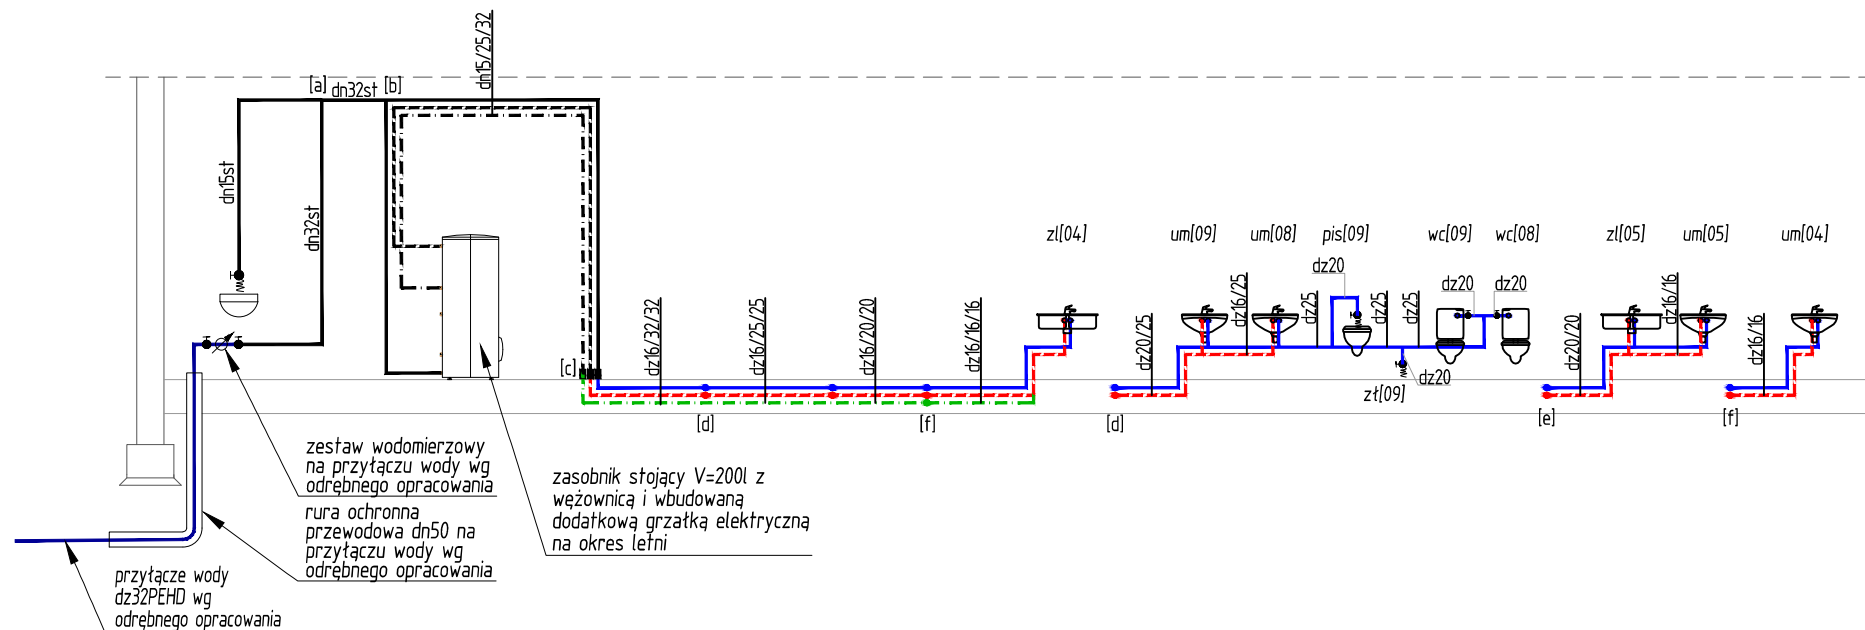 dn15/25/32
[a]
dn32st
[b]
dn15st
dn32st
[c]
dz16/32/32
dz16/25/25
dz16/20/20
dz16/16/16
[d]
[f]
zl[04]
um[09]
um[08]
pis[09]
wc[09]
wc[08]
zl[05]
um[05]
um[04]
dz20/25
dz16/25
dz20
dz25
dz25
dz25
dz20
dz20
dz20
zł[09]
dz20/20
dz16/16
dz16/16
[d]
[e]
[f]
zestaw wodomierzowy
na przyłączu wody wg
odrębnego opracowania
rura ochronna
przewodowa dn50 na
przyłączu wody wg
odrębnego opracowania
zasobnik stojący V=200l z
wężownicą i wbudowaną
dodatkową grzałką elektryczną
na okres letni
przyłącze wody
dz32PEHD wg
odrębnego opracowania